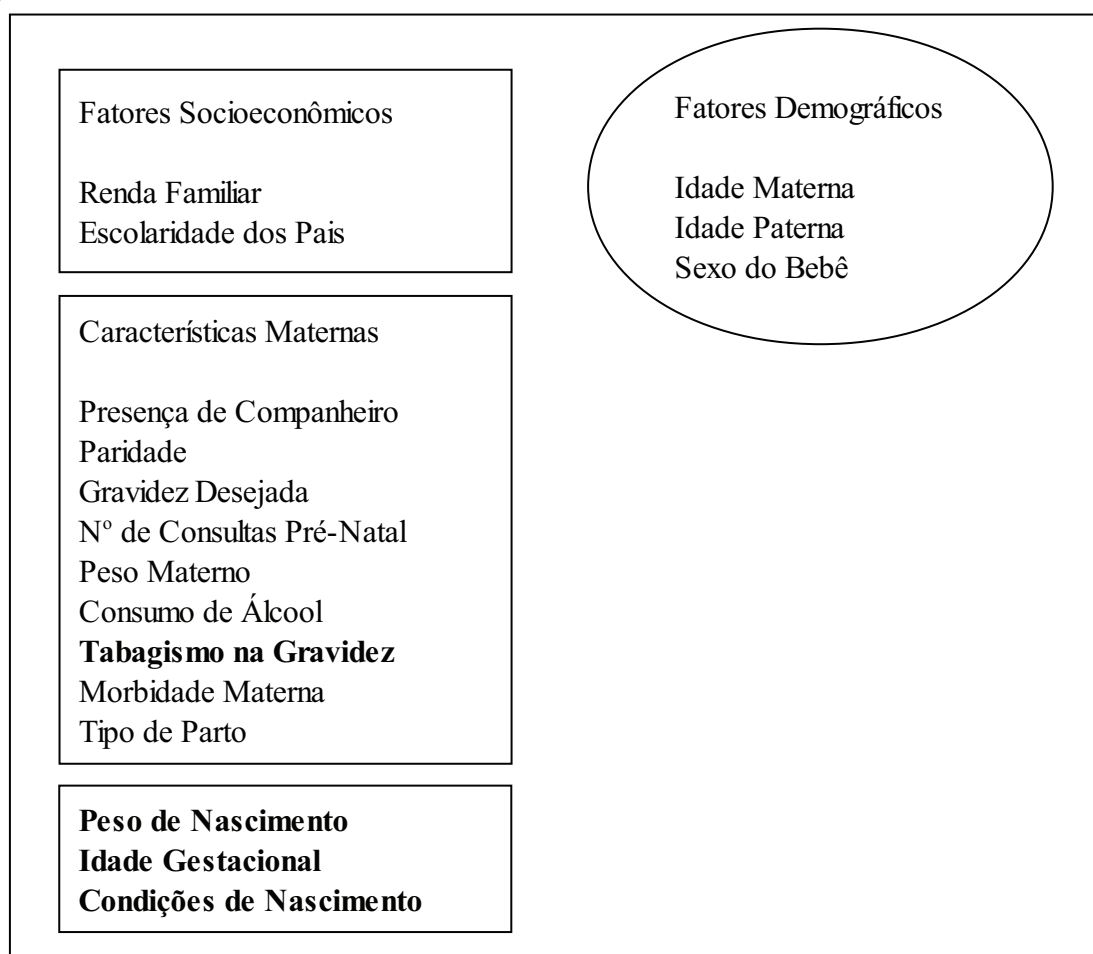 Fatores Socioeconômicos
Renda Familiar
Escolaridade dos Pais
Fatores Demográficos
Idade Materna
Idade Paterna
Sexo do Bebê
Características Maternas
Presença de Companheiro
Paridade
Gravidez Desejada
Nº de Consultas Pré-Natal
Peso Materno
Consumo de Álcool
Tabagismo na Gravidez
Morbidade Materna
Tipo de Parto
Peso de Nascimento
Idade Gestacional
Condições de Nascimento